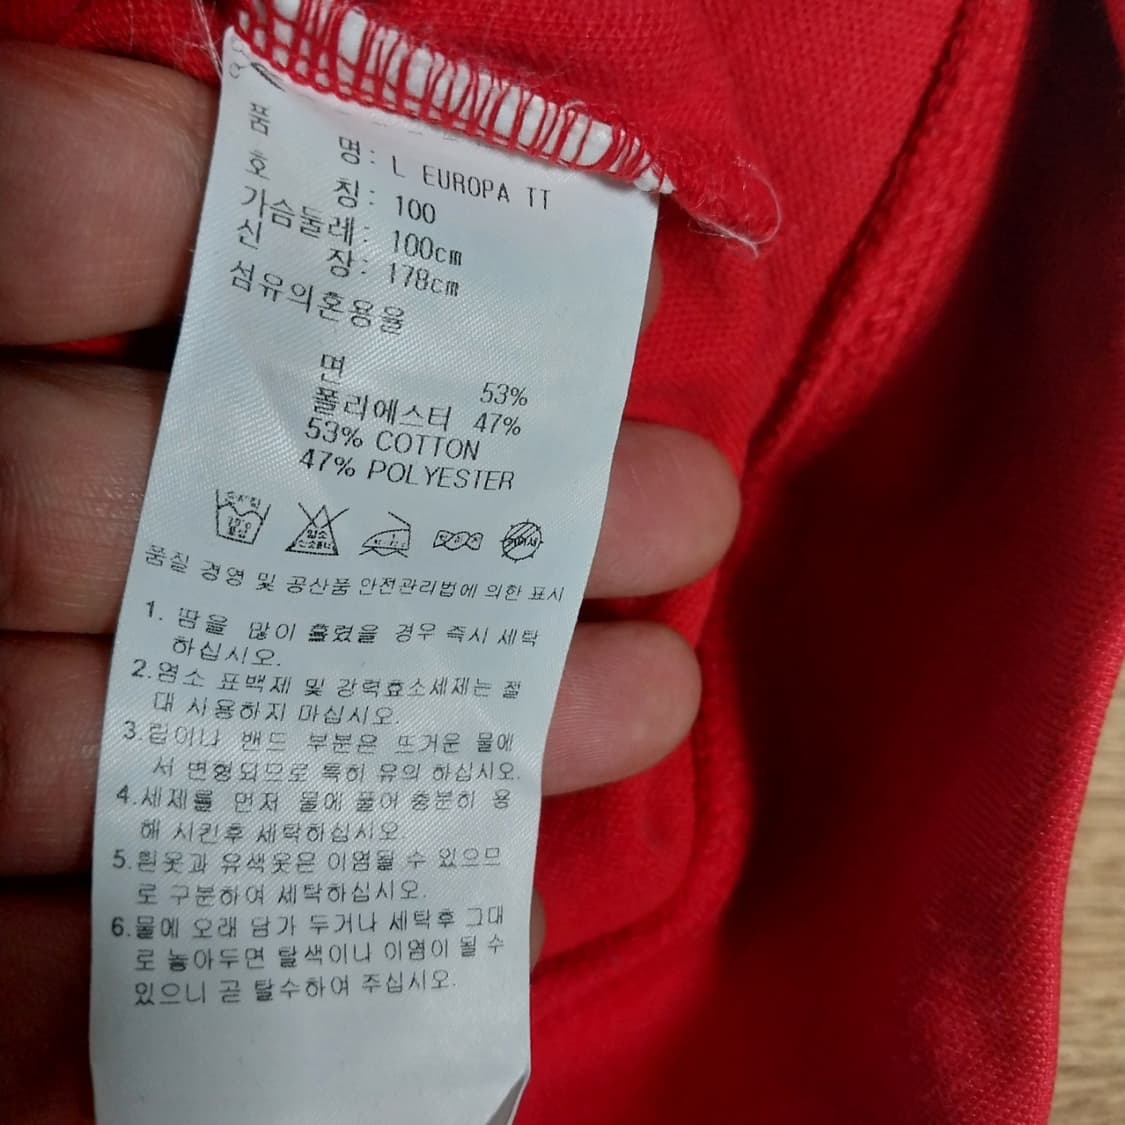 품 명: L EUROPA TT
호 칭: 100
가슴둘레: 100cm
신 장: 178cm
섬유의혼용율
면 53%
폴리에스터 47%
53% COTTON
47% POLYESTER
품질 경영 및 공산품 안전관리법에 의한 표시
1. 땀을 많이 흘렸을 경우 즉시 세탁
하십시오.
2.염소 표백제 및 강력효소세제는 절
대 사용하지 마십시오.
3.립이나 밴드 부분은 뜨거운 물에
서 변형되므로 특히 유의 하십시오.
4.세제를 먼저 물에 풀어 충분히 용
해 시킨후 세탁하십시오.
5.흰옷과 유색옷은 이염될 수 있으므
로 구분하여 세탁하십시오.
6.물에 오래 담가 두거나 세탁후 그대
로 놓아두면 탈색이나 이염이 될 수
있으니 곧 탈수하여 주십시오.